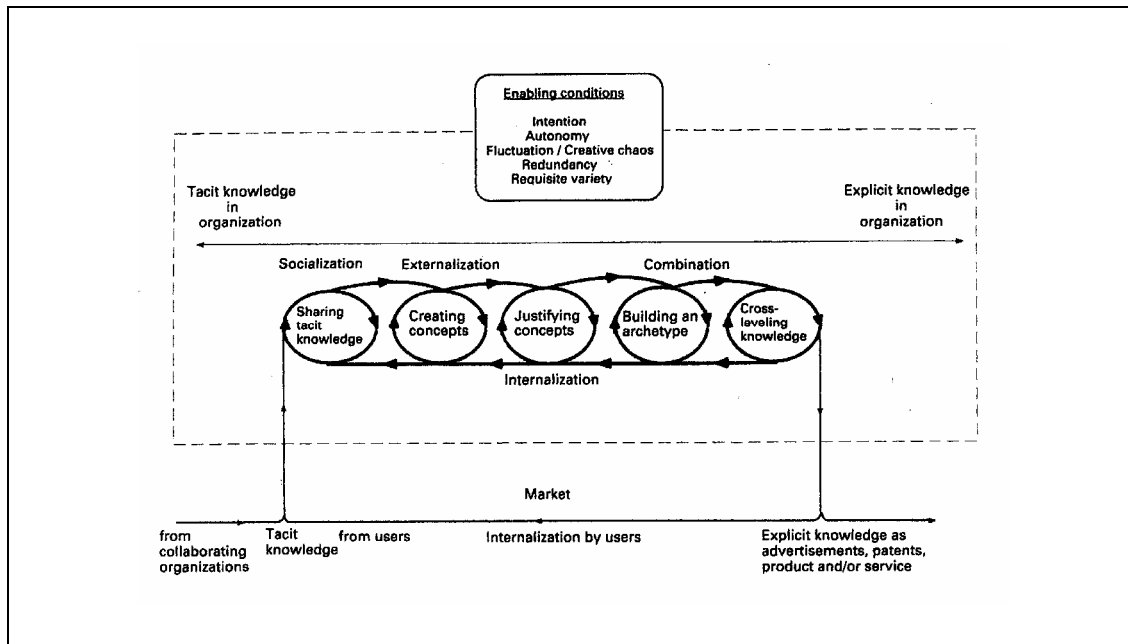 Enabling conditions
Intention
Autonomy
Fluctuation / Creative chaos
Redundancy
Requisite variety
Tacit knowledge
in
organization
Explicit knowledge
in
organization
Socialization
Externalization
Combination
Sharing
tacit
knowledge
Creating
concepts
Justifying
concepts
Building an
archetype
Cross-
leveling
knowledge
Internalization
Market
from
collaborating
organizations
Tacit
knowledge
from users
Internalization by users
Explicit knowledge as
advertisements, patents,
product and/or service